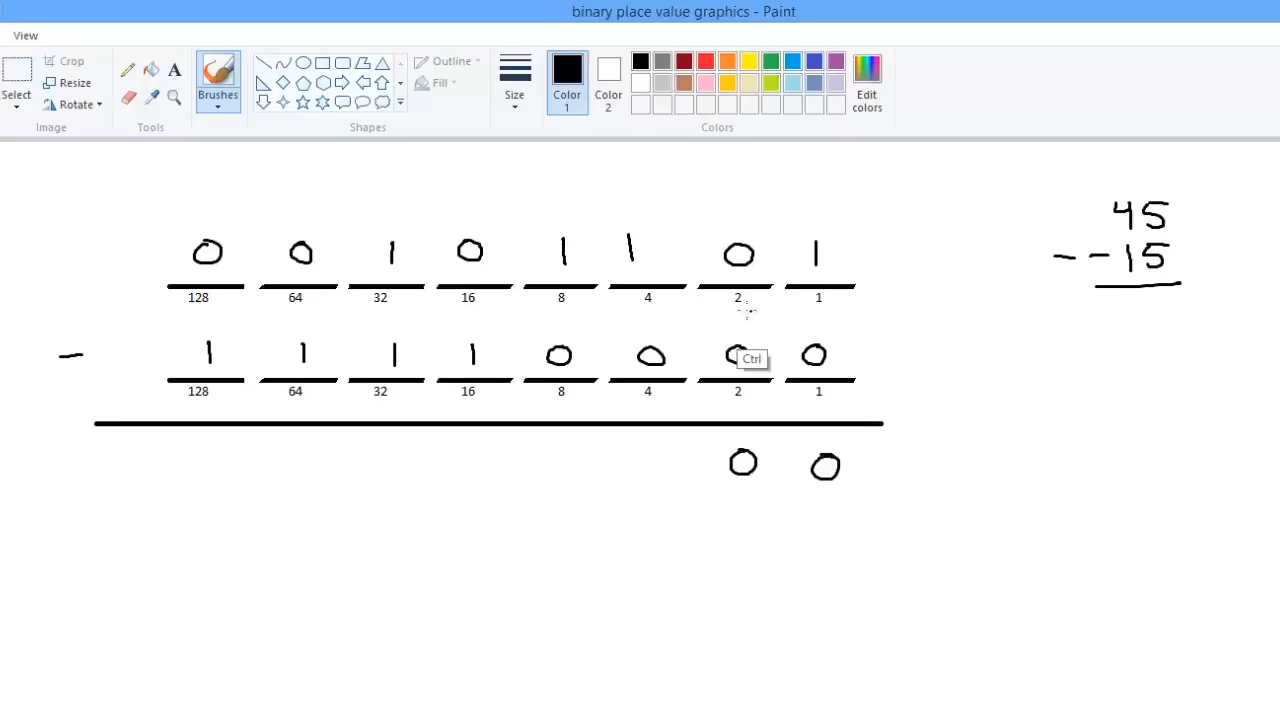 binary place value graphics - Paint
View
Select
Crop
Resize
Rotate
Image
A
Tools
Brushes
Shapes
Outline
Fill
Size
Color 1
Color 2
Edit colors
Colors
0 0 1 0 1 1 0 1
128 64 32 16 8 4 2 1
- 1 1 1 1 0 0 0 0
Ctrl
128 64 32 16 8 4 2 1
0 0
45
- -15